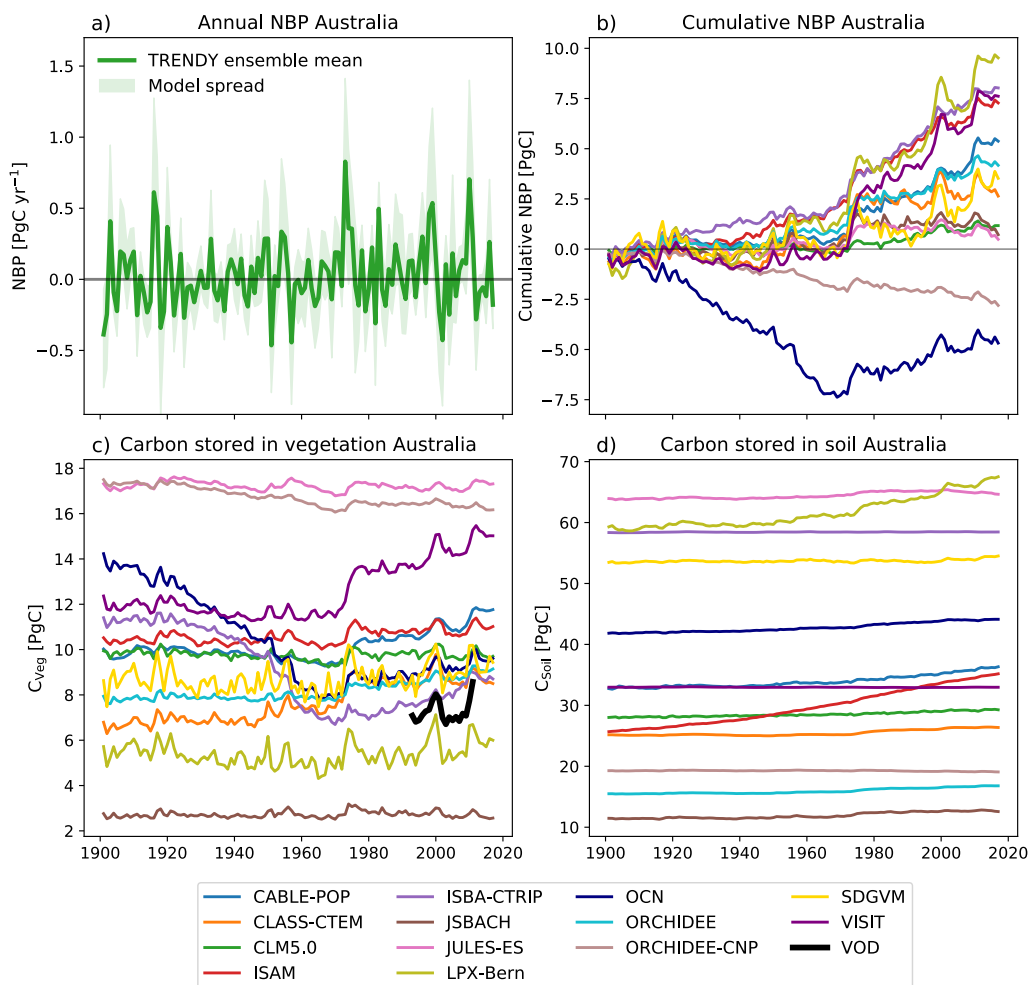 a) Annual NBP Australia
TRENDY ensemble mean
Model spread
NBP [PgC yr⁻¹]
1.5
1.0
0.5
0.0
−0.5
b) Cumulative NBP Australia
Cumulative NBP [PgC]
10.0
7.5
5.0
2.5
0.0
−2.5
−5.0
−7.5
c) Carbon stored in vegetation Australia
CVeg [PgC]
18
16
14
12
10
8
6
4
2
1900 1920 1940 1960 1980 2000 2020
d) Carbon stored in soil Australia
CSoil [PgC]
70
60
50
40
30
20
10
1900 1920 1940 1960 1980 2000 2020
CABLE-POP ISBA-CTRIP OCN SDGVM
CLASS-CTEM JSBACH ORCHIDEE VISIT
CLM5.0 JULES-ES ORCHIDEE-CNP VOD
ISAM LPX-Bern